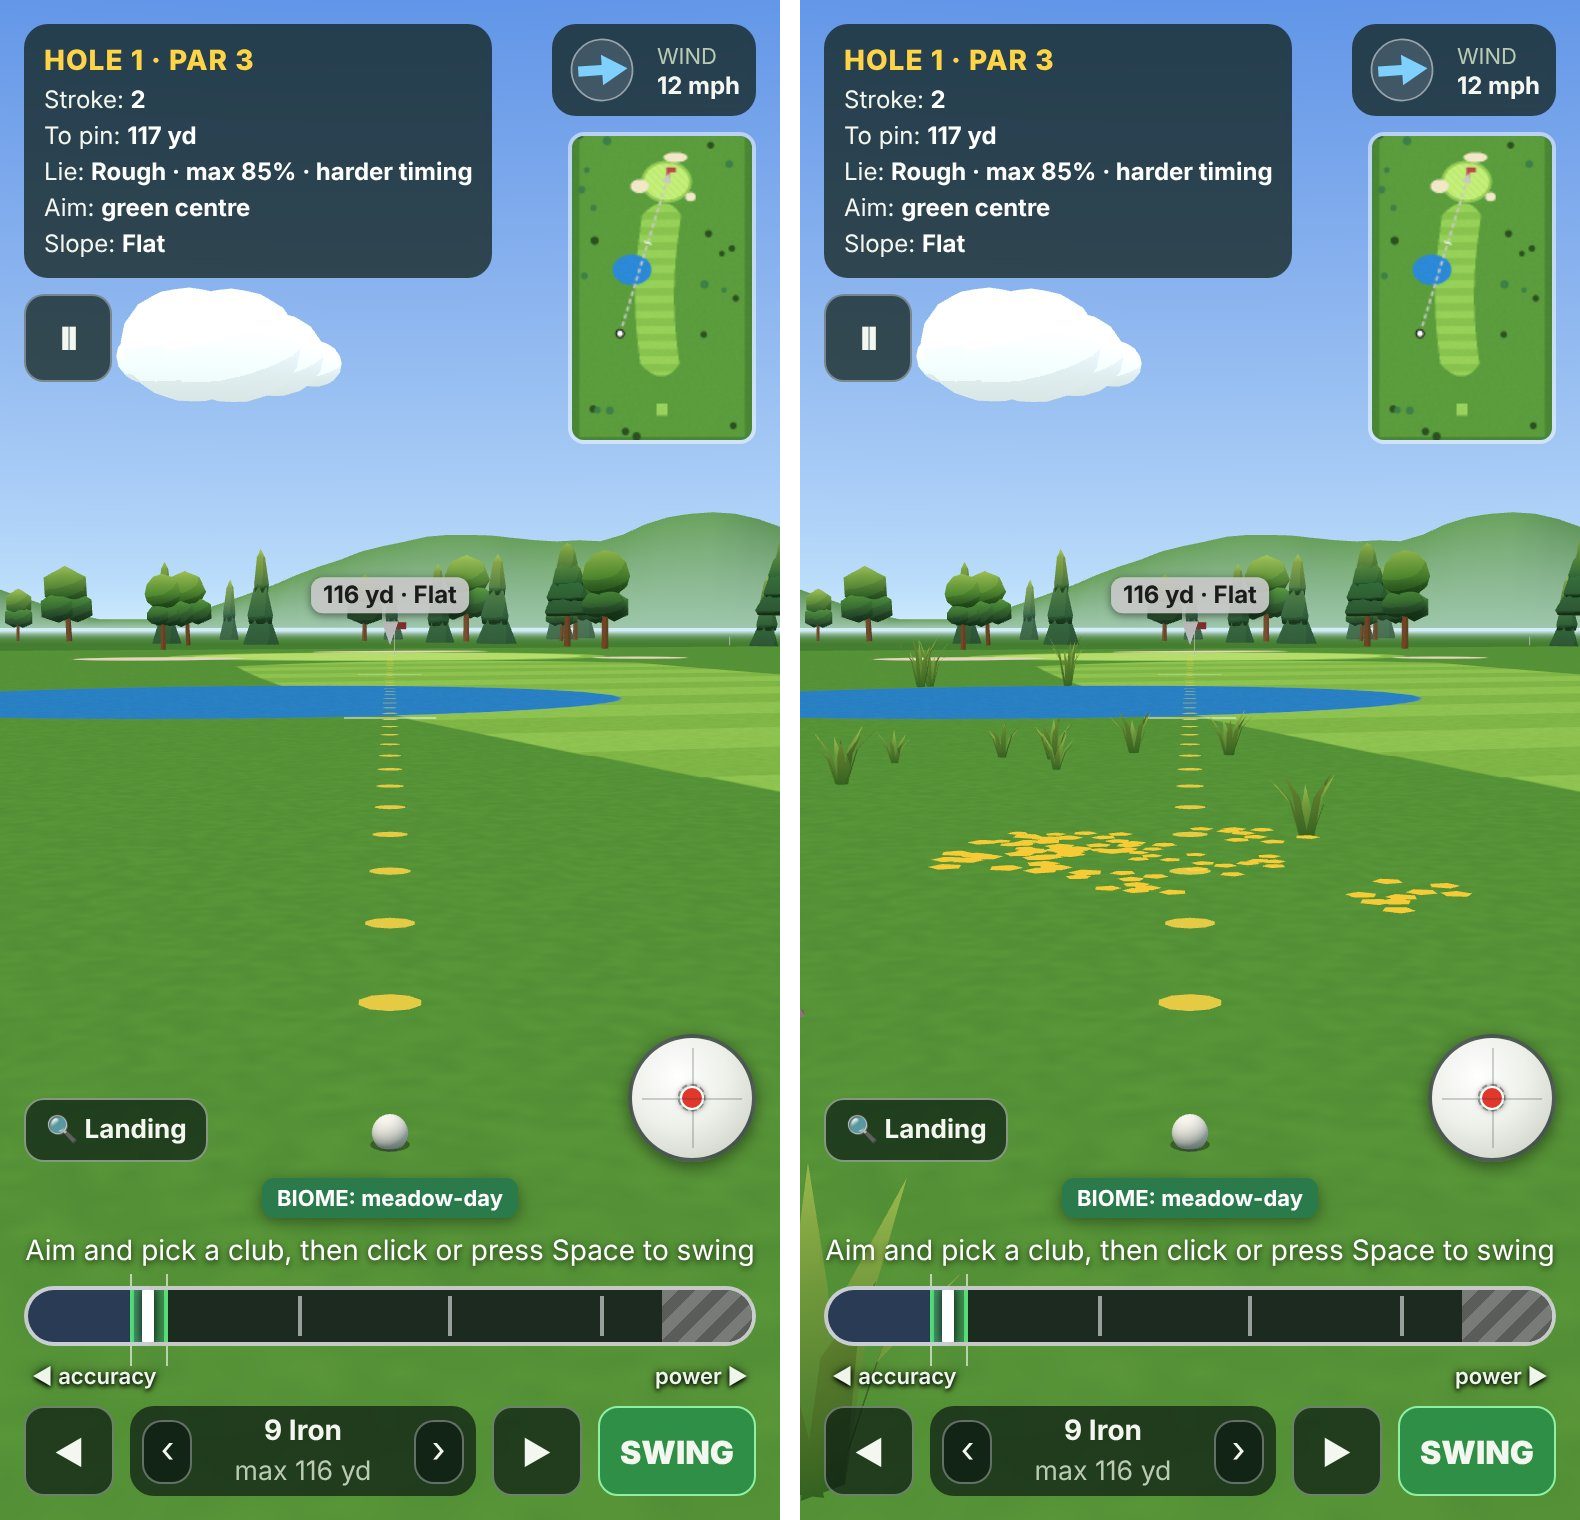 HOLE 1 · PAR 3
Stroke: 2
To pin: 117 yd
Lie: Rough · max 85% · harder timing
Aim: green centre
Slope: Flat
WIND
12 mph
116 yd · Flat
Landing
BIOME: meadow-day
Aim and pick a club, then click or press Space to swing
◀ accuracy
power ▶
9 Iron
max 116 yd
SWING
HOLE 1 · PAR 3
Stroke: 2
To pin: 117 yd
Lie: Rough · max 85% · harder timing
Aim: green centre
Slope: Flat
WIND
12 mph
116 yd · Flat
Landing
BIOME: meadow-day
Aim and pick a club, then click or press Space to swing
◀ accuracy
power ▶
9 Iron
max 116 yd
SWING